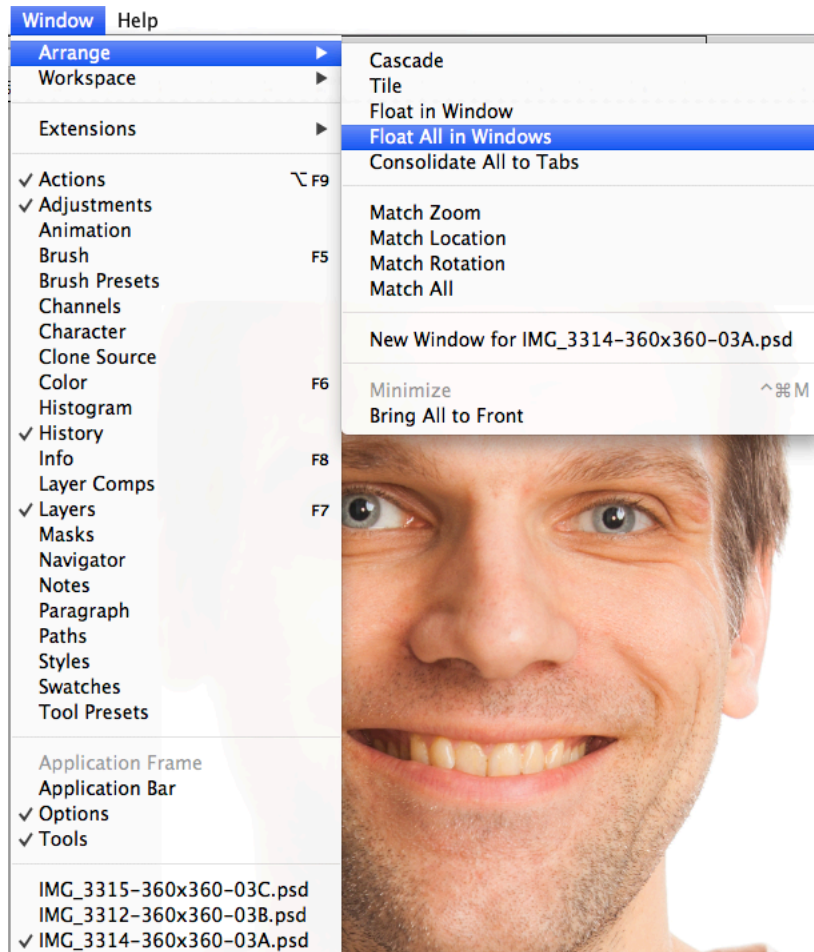 Window Help
Arrange
Workspace
Extensions
✓ Actions ⌥ F9
✓ Adjustments
Animation
Brush F5
Brush Presets
Channels
Character
Clone Source
Color F6
Histogram
✓ History
Info F8
Layer Comps
✓ Layers F7
Masks
Navigator
Notes
Paragraph
Paths
Styles
Swatches
Tool Presets
Application Frame
Application Bar
✓ Options
✓ Tools
IMG_3315-360x360-03C.psd
IMG_3312-360x360-03B.psd
✓ IMG_3314-360x360-03A.psd
Cascade
Tile
Float in Window
Float All in Windows
Consolidate All to Tabs
Match Zoom
Match Location
Match Rotation
Match All
New Window for IMG_3314-360x360-03A.psd
Minimize ^⌘M
Bring All to Front